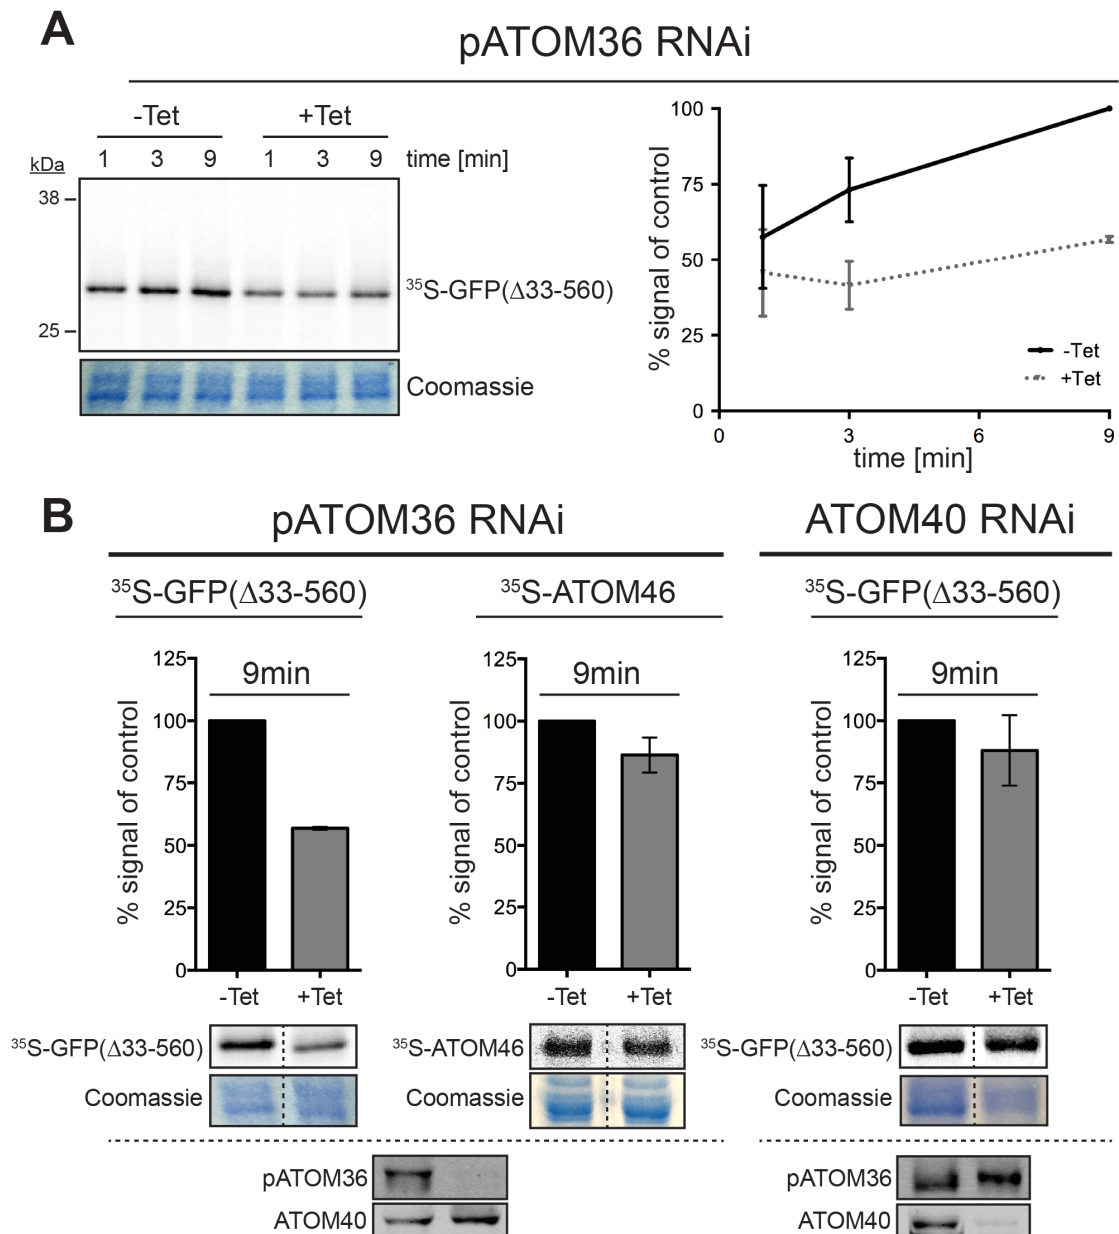 A
pATOM36 RNAi
-Tet +Tet
kDa 1 3 9 1 3 9 time [min]
38
35S-GFP(Δ33-560)
25
Coomassie
100
75
50
25
0
% signal of control
-Tet
+Tet
0 3 6 9
time [min]
B
pATOM36 RNAi ATOM40 RNAi
35S-GFP(Δ33-560) 35S-ATOM46 35S-GFP(Δ33-560)
125
100
75
50
25
0
% signal of control
9min
-Tet +Tet
125
100
75
50
25
0
% signal of control
9min
-Tet +Tet
125
100
75
50
25
0
% signal of control
9min
-Tet +Tet
35S-GFP(Δ33-560) 35S-ATOM46 35S-GFP(Δ33-560)
Coomassie Coomassie Coomassie
pATOM36 pATOM36
ATOM40 ATOM40